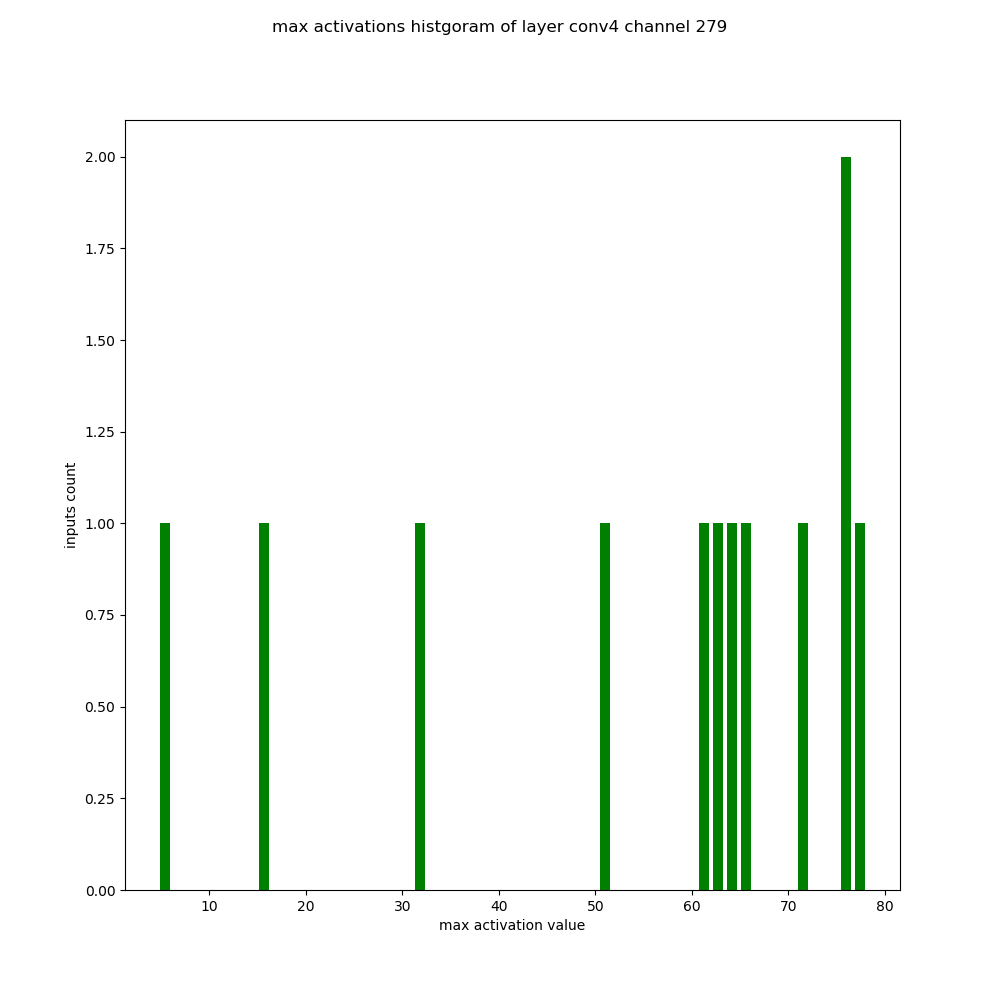 max activations histgoram of layer conv4 channel 279
2.00
1.75
1.50
1.25
1.00
0.75
0.50
0.25
0.00
inputs count
10 20 30 40 50 60 70 80
max activation value